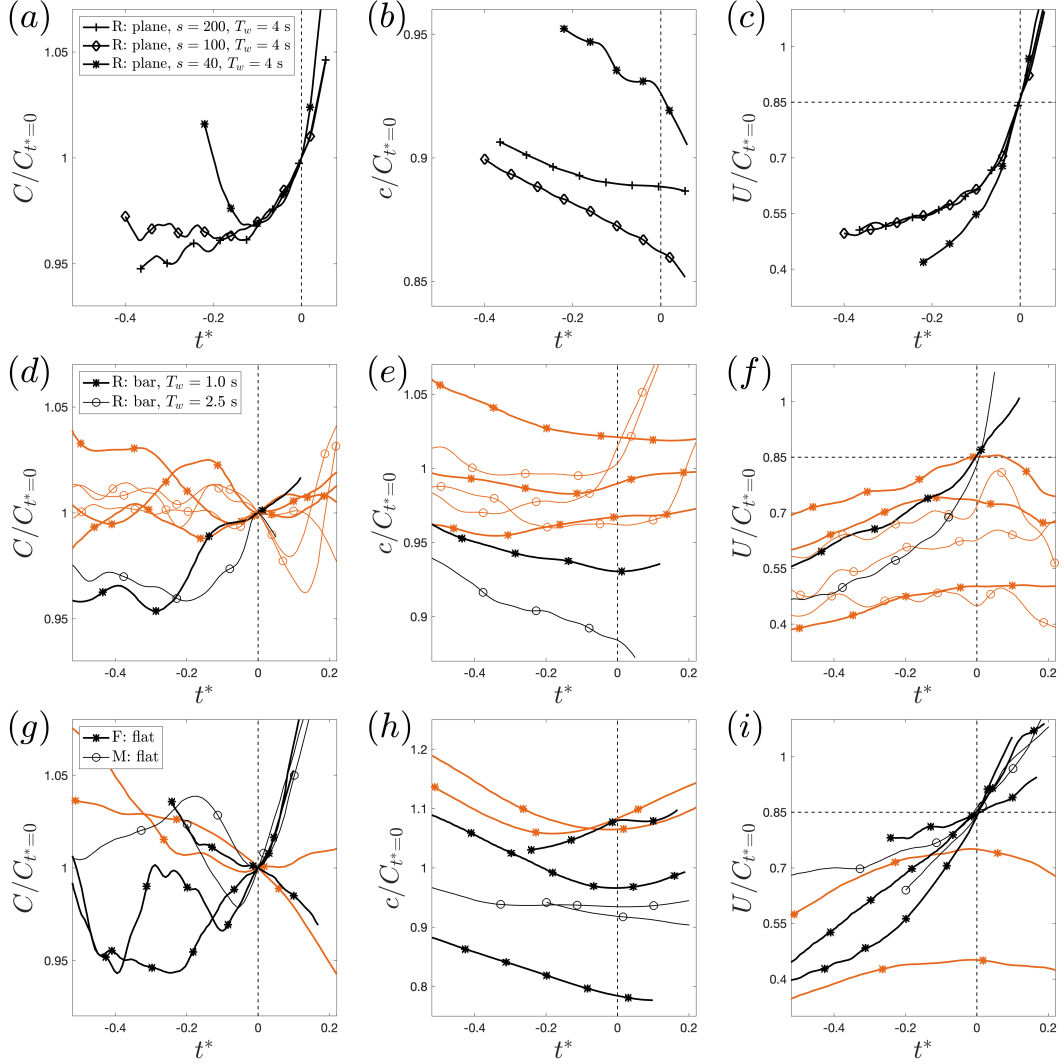 (a) (b) (c)
R: plane, s = 200, T_w = 4 s
R: plane, s = 100, T_w = 4 s
R: plane, s = 40, T_w = 4 s
C/C_{t*=0}
1.05
1
0.95
-0.4 -0.2 0
t*
c/C_{t*=0}
0.95
0.9
0.85
-0.4 -0.2 0
t*
U/C_{t*=0}
1
0.85
0.7
0.55
0.4
-0.4 -0.2 0
t*
(d) (e) (f)
R: bar, T_w = 1.0 s
R: bar, T_w = 2.5 s
C/C_{t*=0}
1.05
1
0.95
-0.4 -0.2 0 0.2
t*
c/C_{t*=0}
1.05
1
0.95
0.9
-0.4 -0.2 0 0.2
t*
U/C_{t*=0}
1
0.85
0.7
0.55
0.4
-0.4 -0.2 0 0.2
t*
(g) (h) (i)
F: flat
M: flat
C/C_{t*=0}
1.05
1
0.95
-0.4 -0.2 0 0.2
t*
c/C_{t*=0}
1.2
1.1
1
0.9
0.8
-0.4 -0.2 0 0.2
t*
U/C_{t*=0}
1
0.85
0.7
0.55
0.4
-0.4 -0.2 0 0.2
t*